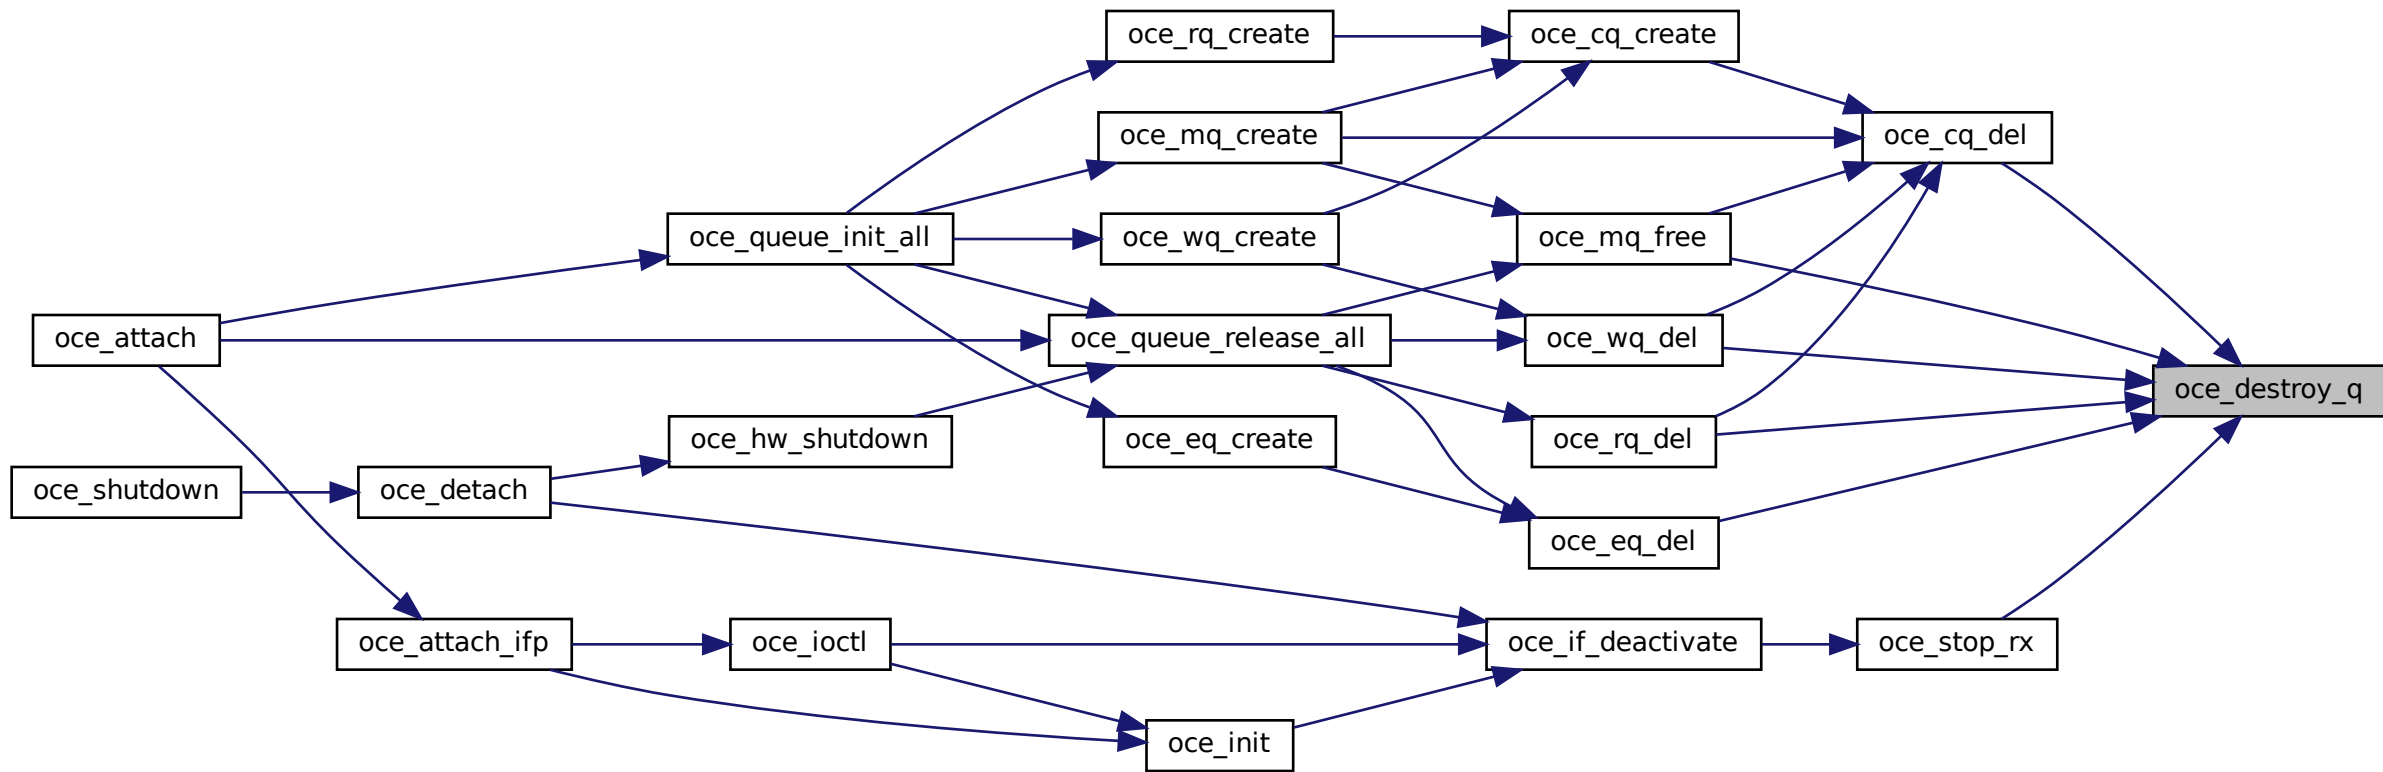 oce_rq_create
oce_cq_create
oce_mq_create
oce_cq_del
oce_queue_init_all
oce_wq_create
oce_mq_free
oce_attach
oce_queue_release_all
oce_wq_del
oce_destroy_q
oce_hw_shutdown
oce_eq_create
oce_rq_del
oce_shutdown
oce_detach
oce_eq_del
oce_attach_ifp
oce_ioctl
oce_if_deactivate
oce_stop_rx
oce_init